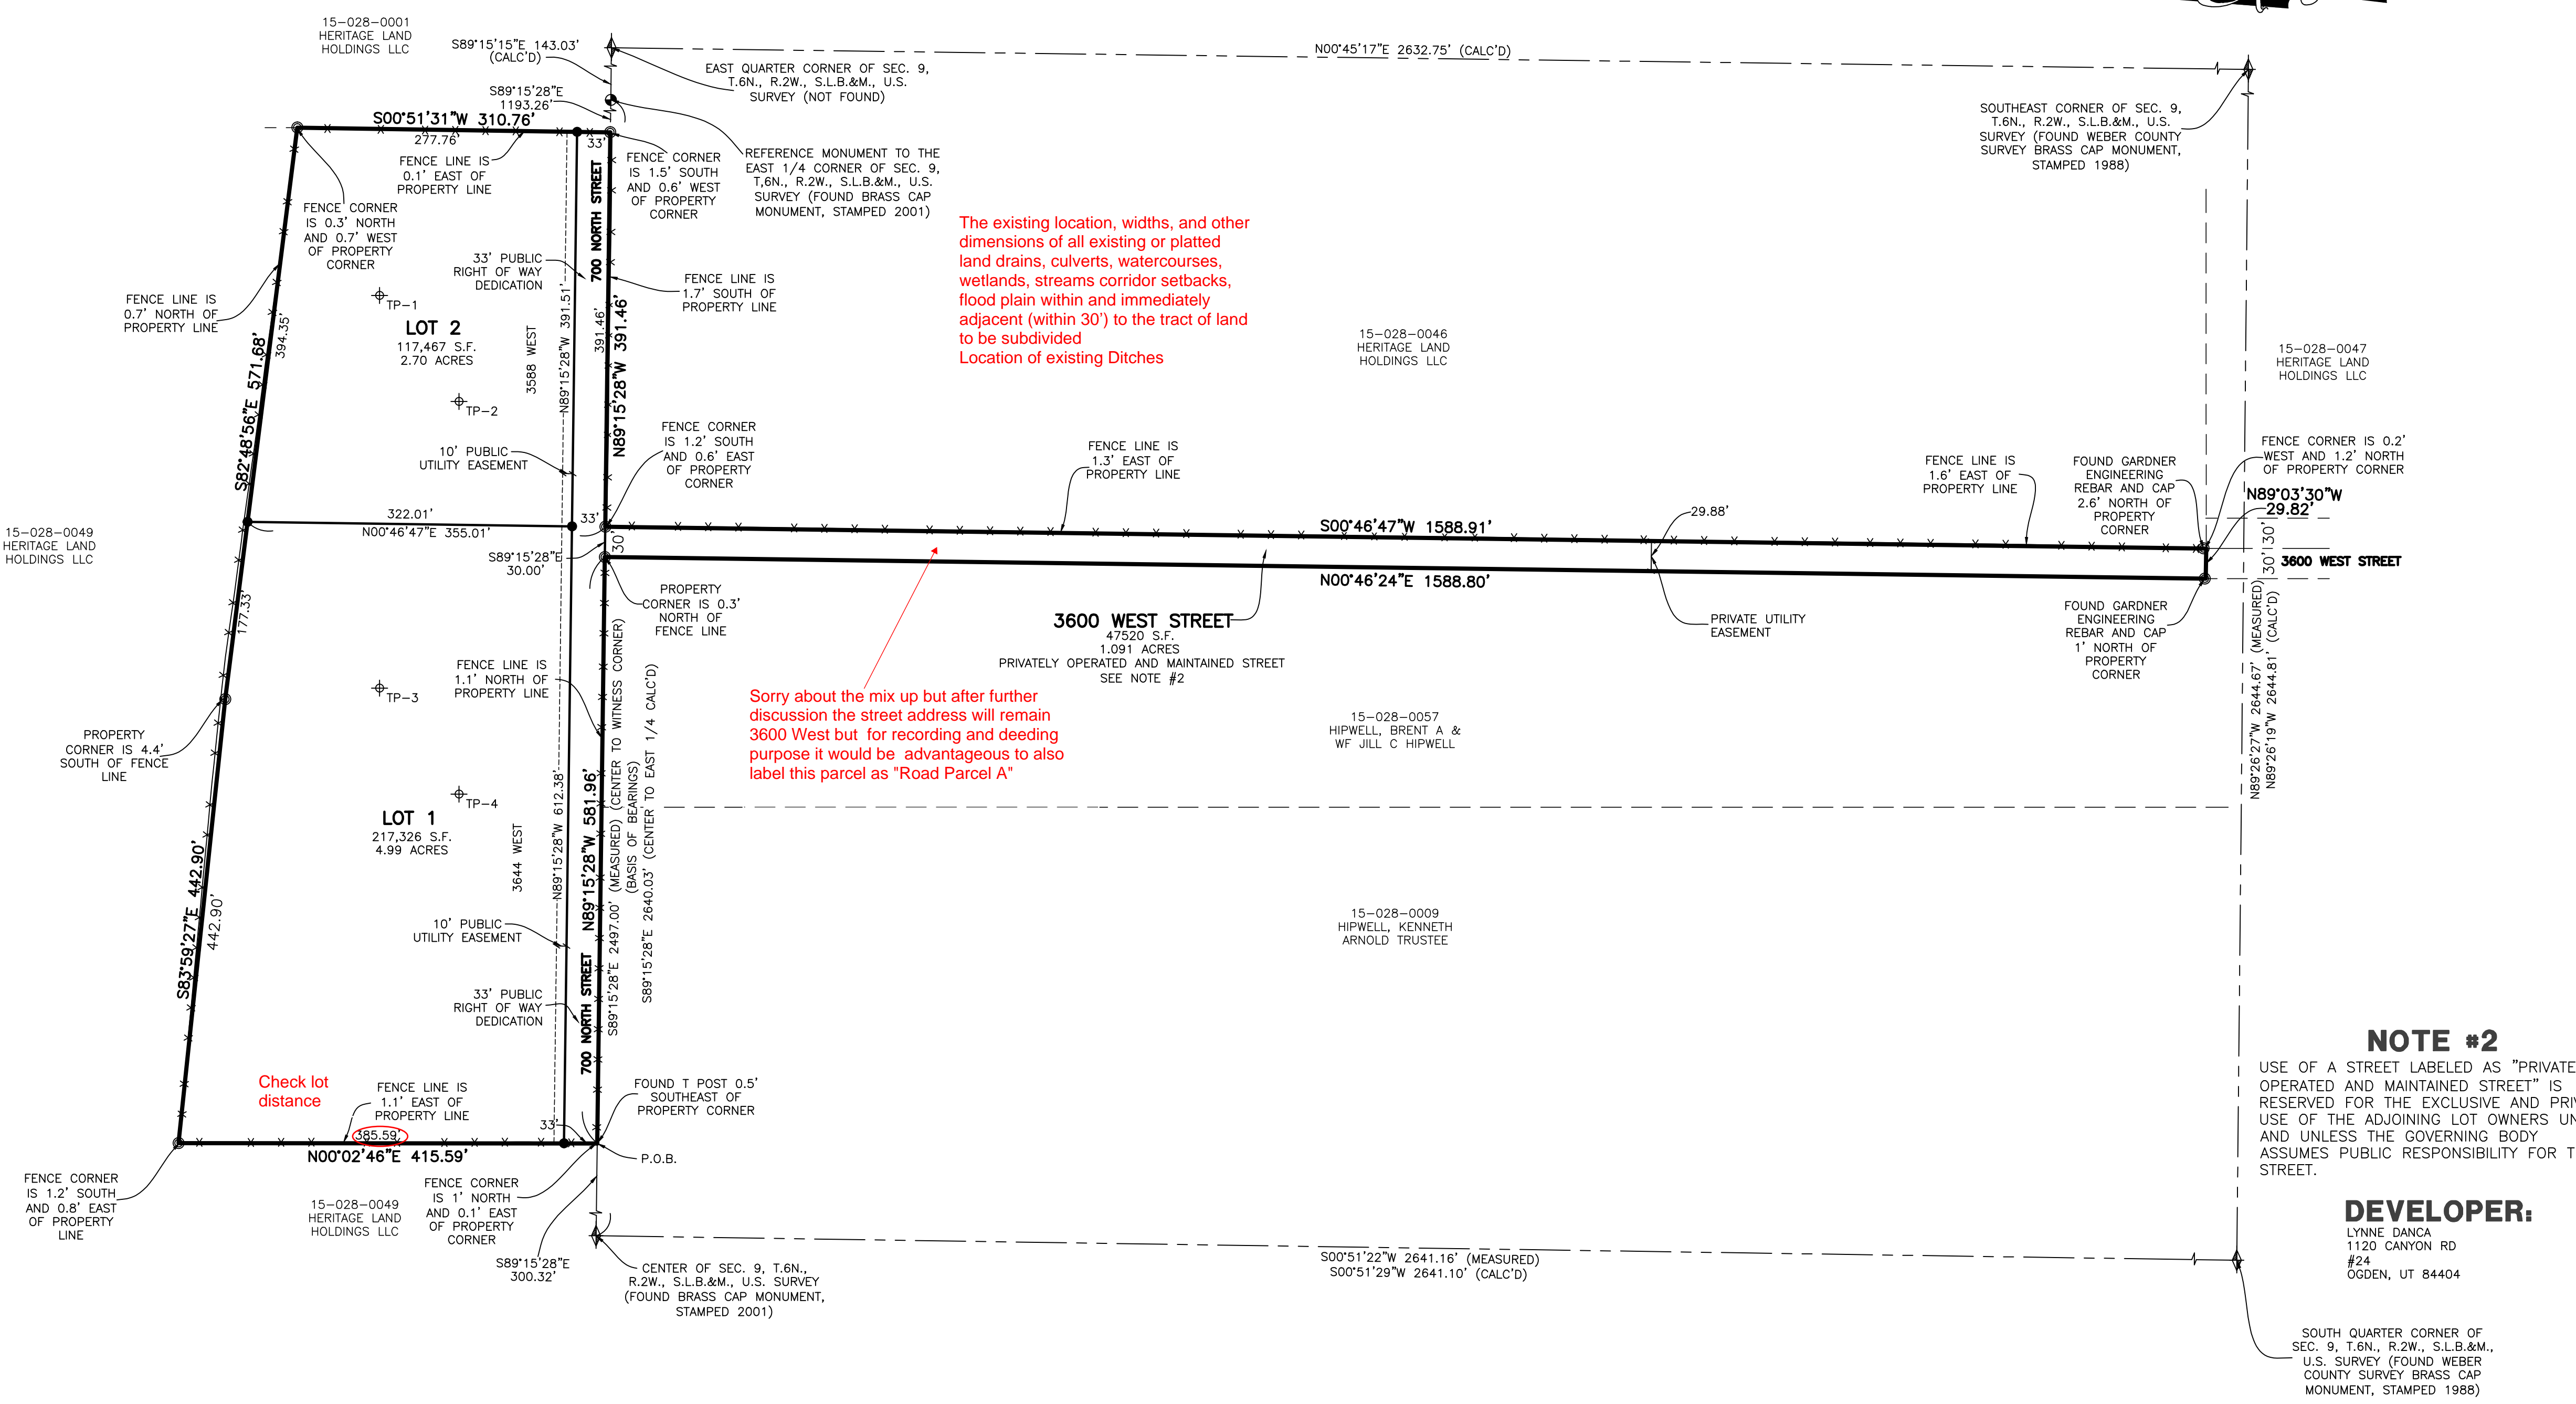 15-028-0001
HERITAGE LAND
HOLDINGS LLC
S89°15'15"E 143.03'
(CALC'D)
EAST QUARTER CORNER OF SEC. 9,
T.6N., R.2W., S.L.B.&M., U.S.
SURVEY (NOT FOUND)
N00°45'17"E 2632.75' (CALC'D)
SOUTHEAST CORNER OF SEC. 9,
T.6N., R.2W., S.L.B.&M., U.S.
SURVEY (FOUND WEBER COUNTY
SURVEY BRASS CAP MONUMENT,
STAMPED 1988)
S89°15'28"E
1193.26'
S00°51'31"W 310.76'
277.76'
33'
FENCE LINE IS
0.1' EAST OF
PROPERTY LINE
FENCE CORNER
IS 1.5' SOUTH
AND 0.6' WEST
OF PROPERTY
CORNER
REFERENCE MONUMENT TO THE
EAST 1/4 CORNER OF SEC. 9,
T,6N., R.2W., S.L.B.&M., U.S.
SURVEY (FOUND BRASS CAP
MONUMENT, STAMPED 2001)
FENCE CORNER
IS 0.3' NORTH
AND 0.7' WEST
OF PROPERTY
CORNER
700 NORTH STREET
33' PUBLIC
RIGHT OF WAY
DEDICATION
FENCE LINE IS
1.7' SOUTH OF
PROPERTY LINE
The existing location, widths, and other
dimensions of all existing or platted
land drains, culverts, watercourses,
wetlands, streams corridor setbacks,
flood plain within and immediately
adjacent (within 30') to the tract of land
to be subdivided
Location of existing Ditches
FENCE LINE IS
0.7' NORTH OF
PROPERTY LINE
TP-1
LOT 2
117,467 S.F.
2.70 ACRES
394.35'
S82°48'56"E 571.68'
3588 WEST
N89°15'28"W 391.51'
391.46'
N89°15'28"W 391.46'
15-028-0046
HERITAGE LAND
HOLDINGS LLC
15-028-0047
HERITAGE LAND
HOLDINGS LLC
TP-2
10' PUBLIC
UTILITY EASEMENT
FENCE CORNER
IS 1.2' SOUTH
AND 0.6' EAST
OF PROPERTY
CORNER
FENCE LINE IS
1.3' EAST OF
PROPERTY LINE
FENCE LINE IS
1.6' EAST OF
PROPERTY LINE
FOUND GARDNER
ENGINEERING
REBAR AND CAP
2.6' NORTH OF
PROPERTY
CORNER
FENCE CORNER IS 0.2'
WEST AND 1.2' NORTH
OF PROPERTY CORNER
N89°03'30"W
29.82'
15-028-0049
HERITAGE LAND
HOLDINGS LLC
322.01'
N00°46'47"E 355.01'
33'
30'
S89°15'28"E
30.00'
S00°46'47"W 1588.91'
29.88'
N00°46'24"E 1588.80'
30'
30'
3600 WEST STREET
PROPERTY
CORNER IS 0.3'
NORTH OF
FENCE LINE
3600 WEST STREET
47520 S.F.
1.091 ACRES
PRIVATELY OPERATED AND MAINTAINED STREET
SEE NOTE #2
PRIVATE UTILITY
EASEMENT
FOUND GARDNER
ENGINEERING
REBAR AND CAP
1' NORTH OF
PROPERTY
CORNER
N89°26'27"W 2644.67' (MEASURED)
N89°26'19"W 2644.81' (CALC'D)
177.33'
FENCE LINE IS
1.1' NORTH OF
PROPERTY LINE
TP-3
Sorry about the mix up but after further
discussion the street address will remain
3600 West but for recording and deeding
purpose it would be advantageous to also
label this parcel as "Road Parcel A"
15-028-0057
HIPWELL, BRENT A &
WF JILL C HIPWELL
PROPERTY
CORNER IS 4.4'
SOUTH OF FENCE
LINE
TP-4
LOT 1
217,326 S.F.
4.99 ACRES
3644 WEST
N89°15'28"W 612.38'
N89°15'28"W 581.96'
S89°15'28"E 2497.00' (MEASURED) (CENTER TO WITNESS CORNER)
(BASIS OF BEARINGS)
S89°15'28"E 2640.03' (CENTER TO EAST 1/4 CALC'D)
S83°59'27"E 442.90'
442.90'
10' PUBLIC
UTILITY EASEMENT
15-028-0009
HIPWELL, KENNETH
ARNOLD TRUSTEE
33' PUBLIC
RIGHT OF WAY
DEDICATION
700 NORTH STREET
Check lot
distance
FENCE LINE IS
1.1' EAST OF
PROPERTY LINE
FOUND T POST 0.5'
SOUTHEAST OF
PROPERTY CORNER
385.59'
33'
N00°02'46"E 415.59'
P.O.B.
NOTE #2
USE OF A STREET LABELED AS "PRIVATE
OPERATED AND MAINTAINED STREET" IS
RESERVED FOR THE EXCLUSIVE AND PRI
USE OF THE ADJOINING LOT OWNERS UN
AND UNLESS THE GOVERNING BODY
ASSUMES PUBLIC RESPONSIBILITY FOR T
STREET.
FENCE CORNER
IS 1.2' SOUTH
AND 0.8' EAST
OF PROPERTY
LINE
15-028-0049
HERITAGE LAND
HOLDINGS LLC
FENCE CORNER
IS 1' NORTH
AND 0.1' EAST
OF PROPERTY
CORNER
S89°15'28"E
300.32'
CENTER OF SEC. 9, T.6N.,
R.2W., S.L.B.&M., U.S. SURVEY
(FOUND BRASS CAP MONUMENT,
STAMPED 2001)
S00°51'22"W 2641.16' (MEASURED)
S00°51'29"W 2641.10' (CALC'D)
DEVELOPER:
LYNNE DANCA
1120 CANYON RD
#24
OGDEN, UT 84404
SOUTH QUARTER CORNER OF
SEC. 9, T.6N., R.2W., S.L.B.&M.,
U.S. SURVEY (FOUND WEBER
COUNTY SURVEY BRASS CAP
MONUMENT, STAMPED 1988)